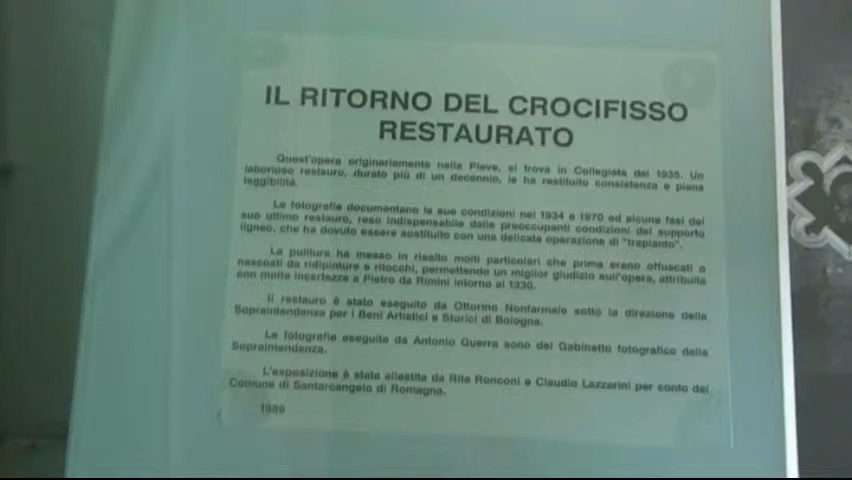 IL RITORNO DEL CROCIFISSO
RESTAURATO
Quest'opera originariamente nella Pieve, si trova in Collegiata dal 1935. Un
laborioso restauro, durato più di un decennio, le ha restituito consistenza e piena
leggibilità.
Le fotografie documentano le sue condizioni nel 1934 e 1970 ed alcune fasi del
suo ultimo restauro, reso indispensabile dalle preoccupanti condizioni del supporto
ligneo, che ha dovuto essere sostituito con una delicata operazione di "trapianto".
La pulitura ha messo in risalto molti particolari che prima erano offuscati o
nascosti da ridipinture e ritocchi, permettendo un miglior giudizio sull'opera, attribuita
con molte incertezze a Pietro da Rimini intorno al 1330.
Il restauro è stato eseguito da Ottorino Nonfarmale sotto la direzione della
Sopraintendenza per i Beni Artistici e Storici di Bologna.
Le fotografie eseguite da Antonio Guerra sono del Gabinetto fotografico della
Sopraintendenza.
L'esposizione è stata allestita da Rita Ronconi e Claudio Lazzarini per conto del
Comune di Santarcangelo di Romagna.